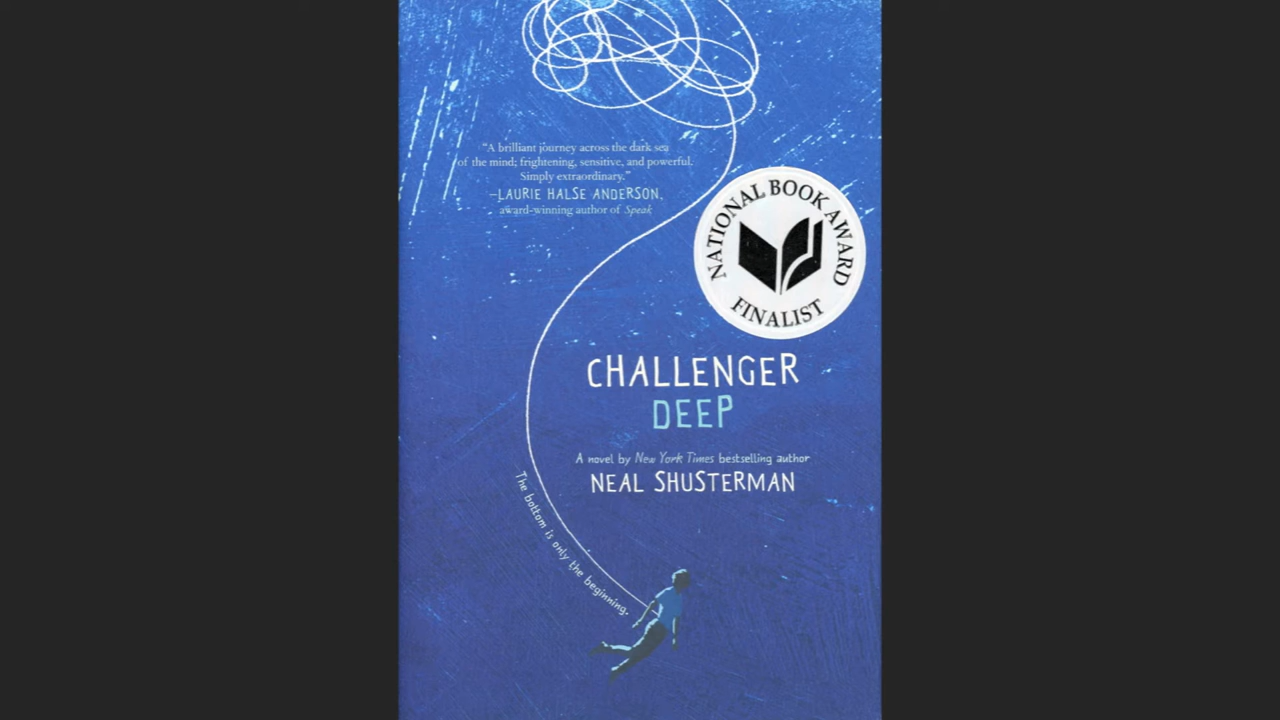 "A brilliant journey across the dark sea
of the mind; frightening, sensitive, and powerful.
Simply extraordinary."
—LAURIE HALSE ANDERSON,
award-winning author of Speak
NATIONAL BOOK AWARD
FINALIST
CHALLENGER
DEEP
A novel by New York Times bestselling author
NEAL SHUSTERMAN
The bottom is only the beginning.